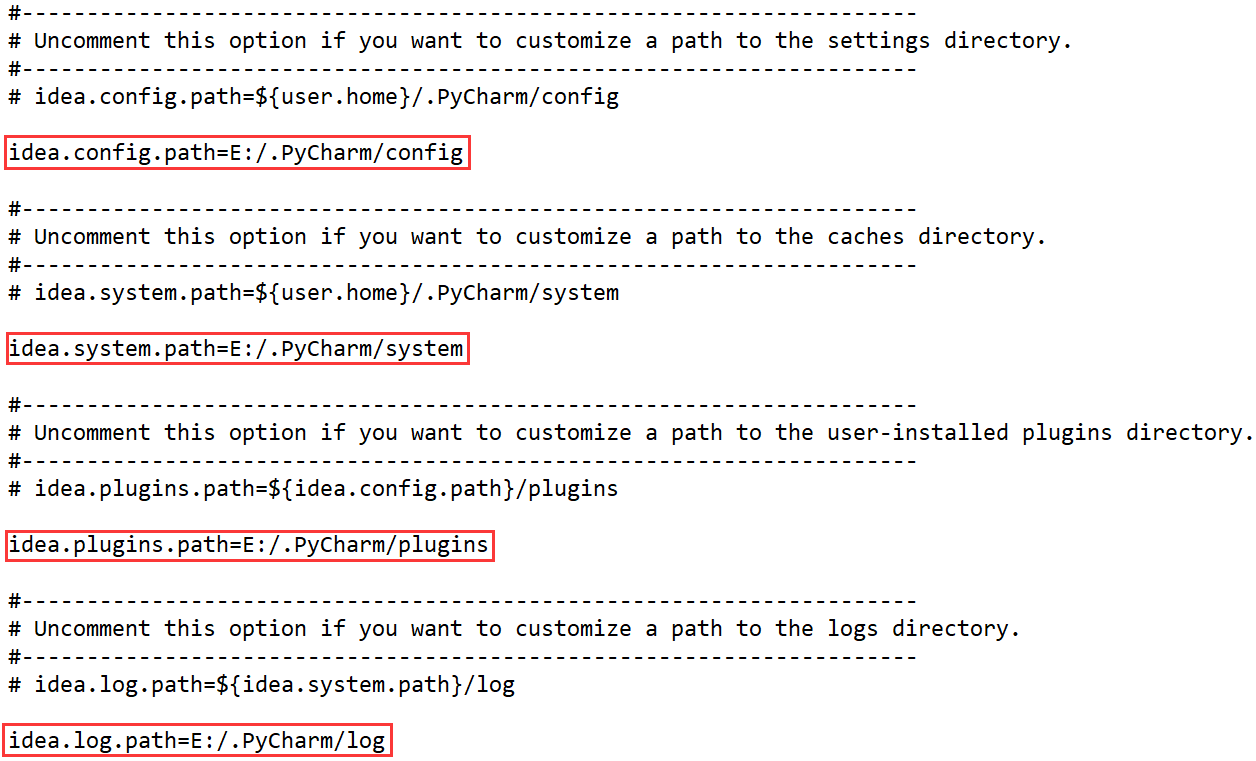 #---------------------------------------------------------------------
# Uncomment this option if you want to customize a path to the settings directory.
#---------------------------------------------------------------------
# idea.config.path=${user.home}/.PyCharm/config
idea.config.path=E:/.PyCharm/config
#---------------------------------------------------------------------
# Uncomment this option if you want to customize a path to the caches directory.
#---------------------------------------------------------------------
# idea.system.path=${user.home}/.PyCharm/system
idea.system.path=E:/.PyCharm/system
#---------------------------------------------------------------------
# Uncomment this option if you want to customize a path to the user-installed plugins directory.
#---------------------------------------------------------------------
# idea.plugins.path=${idea.config.path}/plugins
idea.plugins.path=E:/.PyCharm/plugins
#---------------------------------------------------------------------
# Uncomment this option if you want to customize a path to the logs directory.
#---------------------------------------------------------------------
# idea.log.path=${idea.system.path}/log
idea.log.path=E:/.PyCharm/log